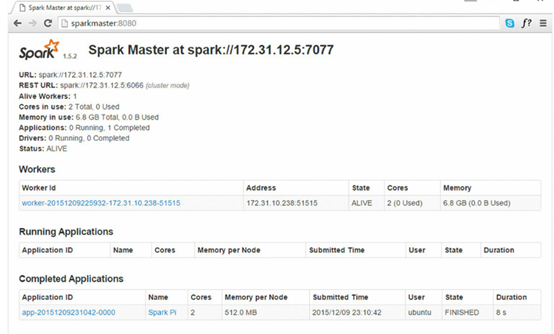 Spark Master at spark://17
sparkmaster:8080
Spark 1.5.2 Spark Master at spark://172.31.12.5:7077
URL: spark://172.31.12.5:7077
REST URL: spark://172.31.12.5:6066 (cluster mode)
Alive Workers: 1
Cores in use: 2 Total, 0 Used
Memory in use: 6.8 GB Total, 0.0 B Used
Applications: 0 Running, 1 Completed
Drivers: 0 Running, 0 Completed
Status: ALIVE
Workers
Worker Id Address State Cores Memory
worker-20151209225932-172.31.10.238-51515 172.31.10.238:51515 ALIVE 2 (0 Used) 6.8 GB (0.0 B Used)
Running Applications
Application ID Name Cores Memory per Node Submitted Time User State Duration
Completed Applications
Application ID Name Cores Memory per Node Submitted Time User State Duration
app-20151209231042-0000 Spark Pi 2 512.0 MB 2015/12/09 23:10:42 ubuntu FINISHED 8 s